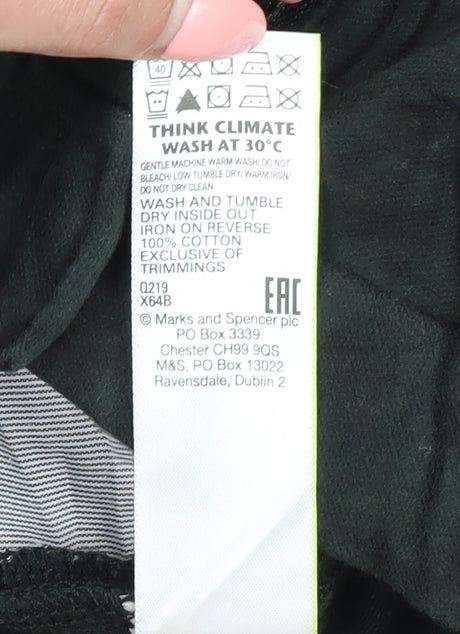 40
THINK CLIMATE
WASH AT 30°C
GENTLE MACHINE WARM WASH/ DO NOT
BLEACH/ LOW TUMBLE DRY/ WARM IRON/
DO NOT DRY CLEAN
WASH AND TUMBLE
DRY INSIDE OUT
IRON ON REVERSE
100% COTTON
EXCLUSIVE OF
TRIMMINGS
Q219
X64B
EAC
© Marks and Spencer plc
PO Box 3339
Chester CH99 9QS
M&S, PO Box 13022
Ravensdale, Dublin 2